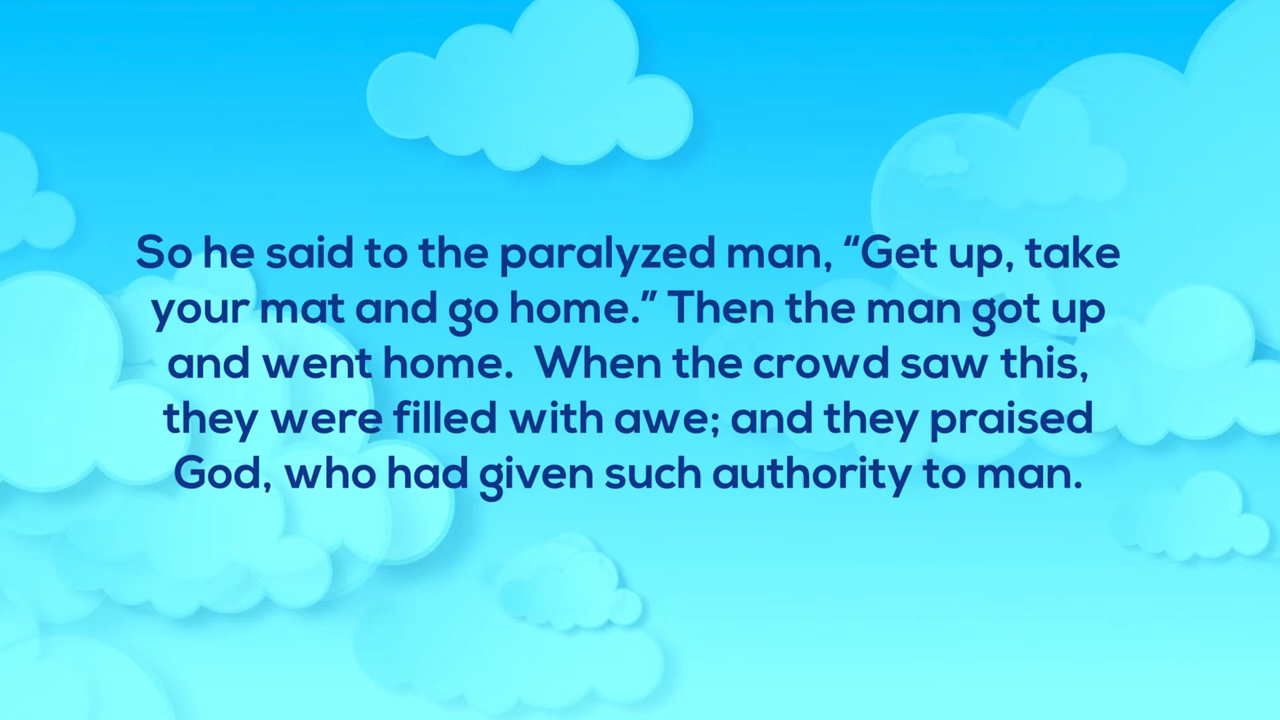 So he said to the paralyzed man, “Get up, take
your mat and go home.” Then the man got up
and went home.  When the crowd saw this,
they were filled with awe; and they praised
God, who had given such authority to man.